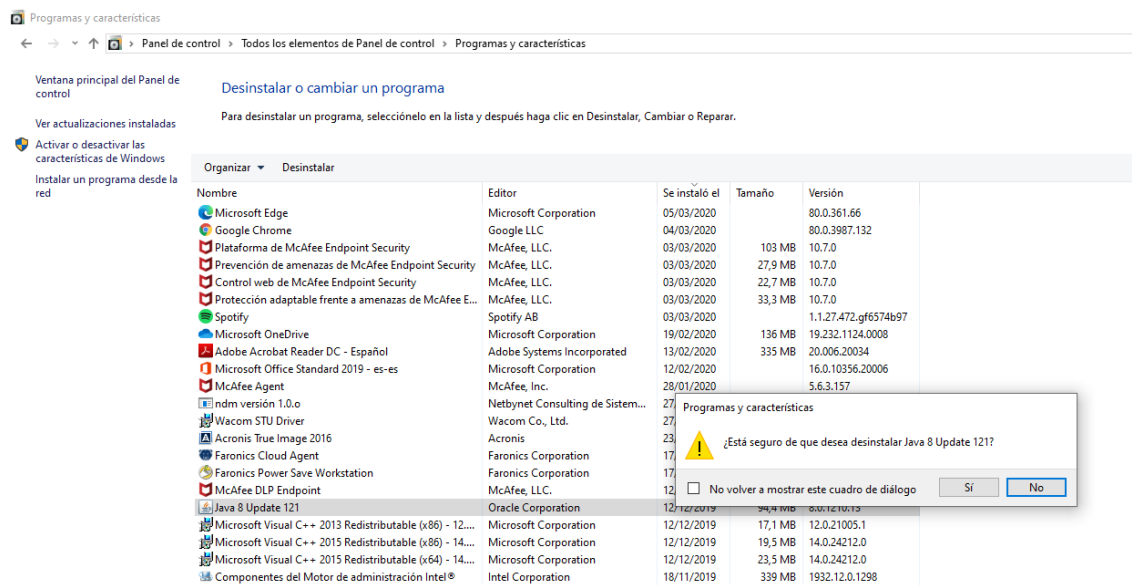 Programas y características
Panel de control > Todos los elementos de Panel de control > Programas y características
Ventana principal del Panel de control
Ver actualizaciones instaladas
Activar o desactivar las características de Windows
Instalar un programa desde la red
Desinstalar o cambiar un programa
Para desinstalar un programa, selecciónelo en la lista y después haga clic en Desinstalar, Cambiar o Reparar.
Organizar Desinstalar
Nombre Editor Se instaló el Tamaño Versión
Microsoft Edge Microsoft Corporation 05/03/2020 80.0.361.66
Google Chrome Google LLC 04/03/2020 80.0.3987.132
Plataforma de McAfee Endpoint Security McAfee, LLC. 03/03/2020 103 MB 10.7.0
Prevención de amenazas de McAfee Endpoint Security McAfee, LLC. 03/03/2020 27,9 MB 10.7.0
Control web de McAfee Endpoint Security McAfee, LLC. 03/03/2020 22,7 MB 10.7.0
Protección adaptable frente a amenazas de McAfee E... McAfee, LLC. 03/03/2020 33,3 MB 10.7.0
Spotify Spotify AB 03/03/2020 1.1.27.472.gf6574b97
Microsoft OneDrive Microsoft Corporation 19/02/2020 136 MB 19.232.1124.0008
Adobe Acrobat Reader DC - Español Adobe Systems Incorporated 13/02/2020 335 MB 20.006.20034
Microsoft Office Standard 2019 - es-es Microsoft Corporation 12/02/2020 16.0.10356.20006
McAfee Agent McAfee, Inc. 28/01/2020 5.6.3.157
ndm versión 1.0.o Netbynet Consulting de Sistem... 27
Wacom STU Driver Wacom Co., Ltd. 27
Acronis True Image 2016 Acronis 23
Faronics Cloud Agent Faronics Corporation 17
Faronics Power Save Workstation Faronics Corporation 17
McAfee DLP Endpoint McAfee, LLC. 12
Java 8 Update 121 Oracle Corporation 12/12/2019 94,4 MB 8.0.1210.13
Microsoft Visual C++ 2013 Redistributable (x86) - 12.... Microsoft Corporation 12/12/2019 17,1 MB 12.0.21005.1
Microsoft Visual C++ 2015 Redistributable (x86) - 14.... Microsoft Corporation 12/12/2019 19,5 MB 14.0.24212.0
Microsoft Visual C++ 2015 Redistributable (x64) - 14.... Microsoft Corporation 12/12/2019 23,5 MB 14.0.24212.0
Componentes del Motor de administración Intel® Intel Corporation 18/11/2019 339 MB 1932.12.0.1298
Programas y características
¿Está seguro de que desea desinstalar Java 8 Update 121?
No volver a mostrar este cuadro de diálogo Sí No